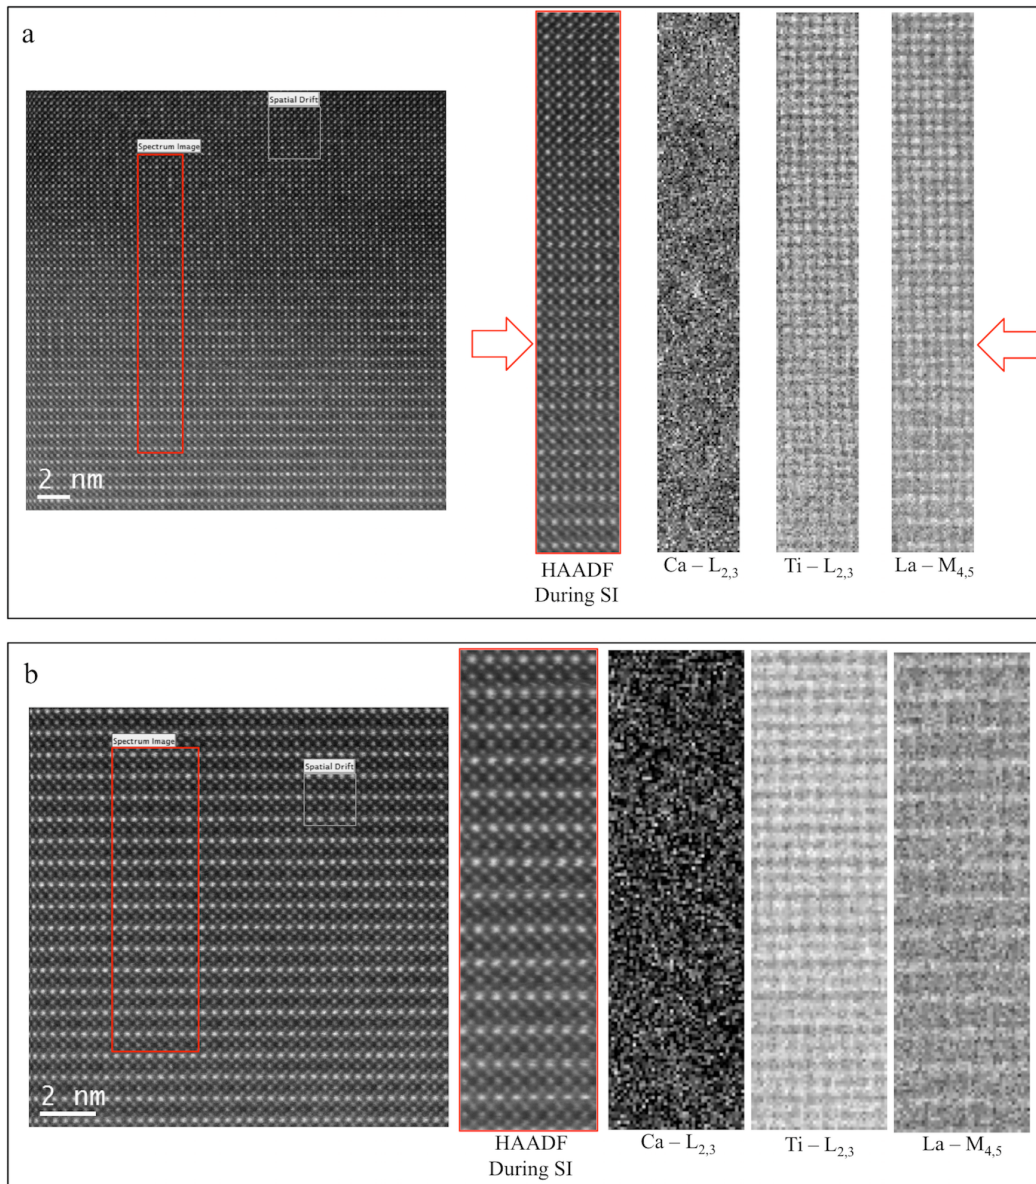 a
Spatial Drift
Spectrum Image
2 nm
HAADF
During SI
Ca – L2,3
Ti – L2,3
La – M4,5
b
Spectrum Image
Spatial Drift
2 nm
HAADF
During SI
Ca – L2,3
Ti – L2,3
La – M4,5